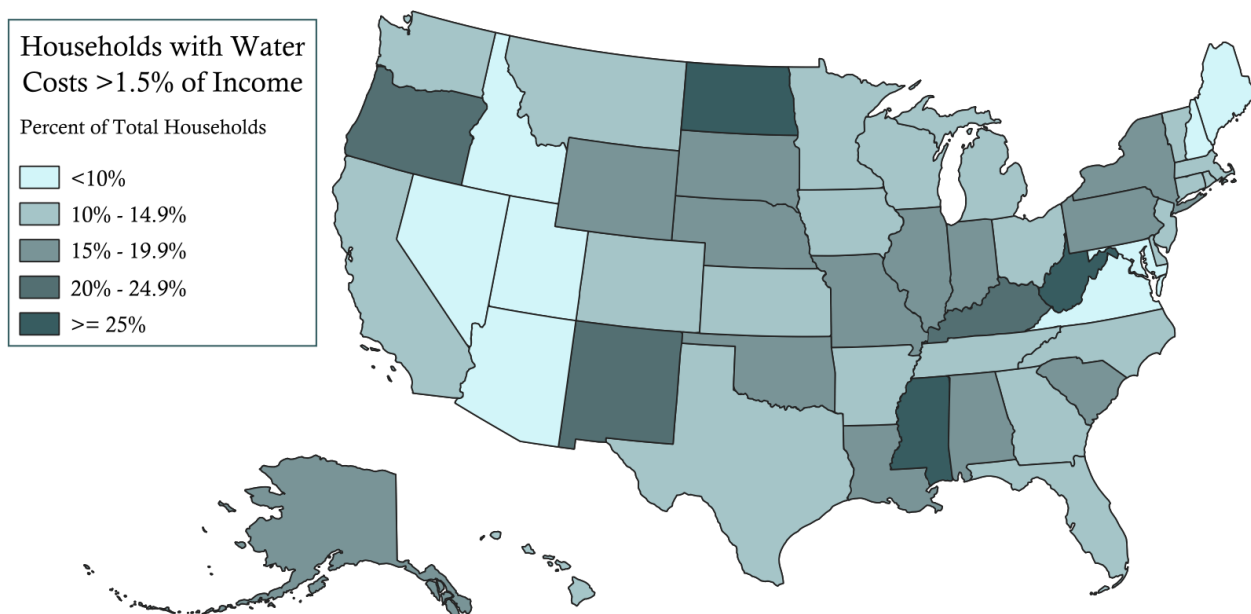 Households with Water
Costs >1.5% of Income
Percent of Total Households
<10%
10% - 14.9%
15% - 19.9%
20% - 24.9%
>= 25%